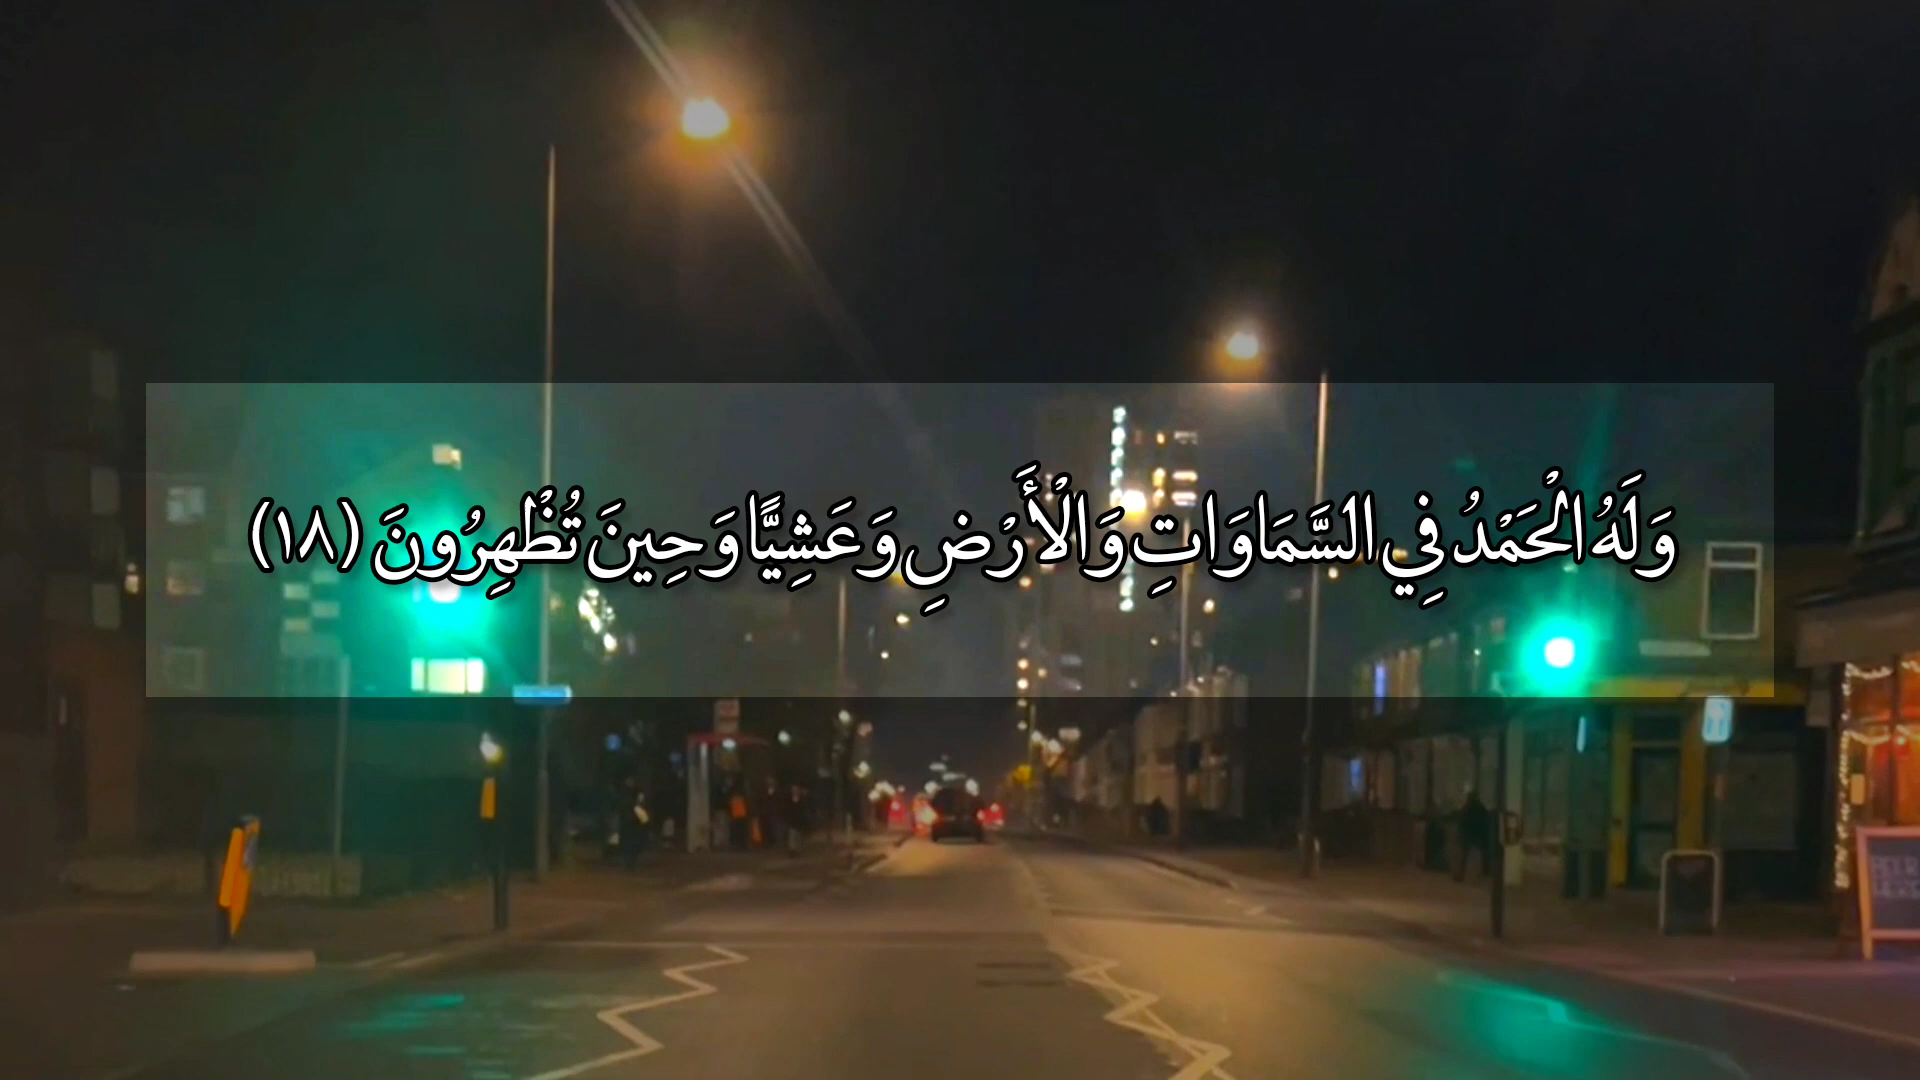 وَلَهُ الْحَمْدُ فِي السَّمَاوَاتِ وَالْأَرْضِ وَعَشِيًّا وَحِينَ تُظْهِرُونَ (١٨)